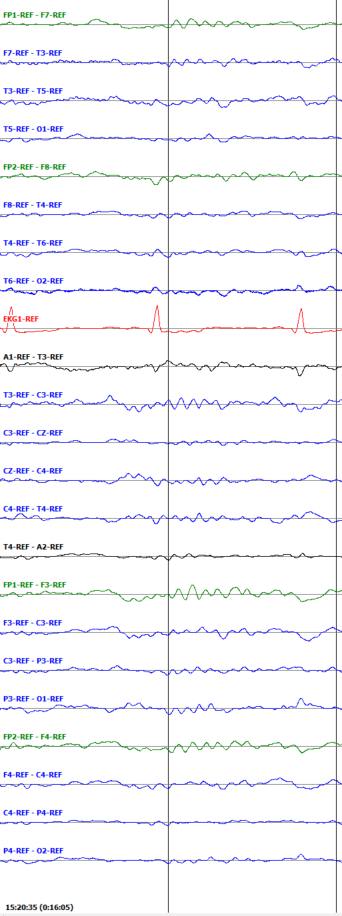 FP1-REF - F7-REF
F7-REF - T3-REF
T3-REF - T5-REF
T5-REF - O1-REF
FP2-REF - F8-REF
F8-REF - T4-REF
T4-REF - T6-REF
T6-REF - O2-REF
EKG1-REF
A1-REF - T3-REF
T3-REF - C3-REF
C3-REF - CZ-REF
CZ-REF - C4-REF
C4-REF - T4-REF
T4-REF - A2-REF
FP1-REF - F3-REF
F3-REF - C3-REF
C3-REF - P3-REF
P3-REF - O1-REF
FP2-REF - F4-REF
F4-REF - C4-REF
C4-REF - P4-REF
P4-REF - O2-REF
15:20:35 (0:16:05)